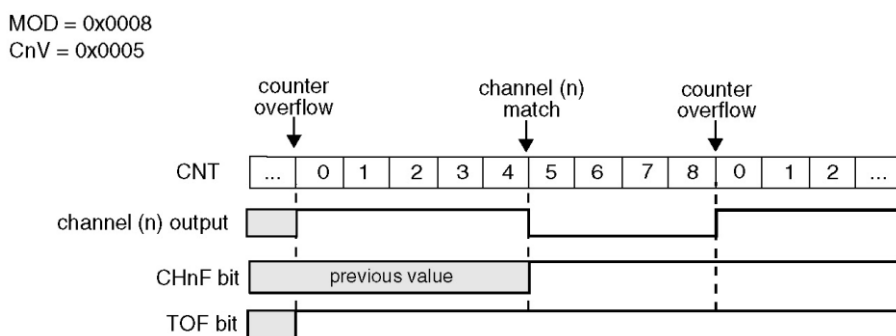 MOD = 0x0008
CnV = 0x0005
counter overflow
channel (n) match
counter overflow
CNT ... 0 1 2 3 4 5 6 7 8 0 1 2 ...
channel (n) output
CHnF bit previous value
TOF bit